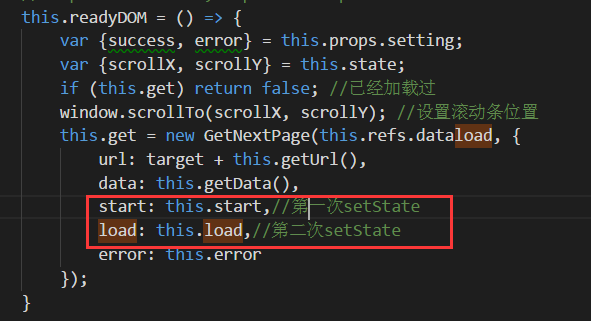 this.readyDOM = () => {
var {success, error} = this.props.setting;
var {scrollX, scrollY} = this.state;
if (this.get) return false; //已经加载过
window.scrollTo(scrollX, scrollY); //设置滚动条位置
this.get = new GetNextPage(this.refs.dataload, {
url: target + this.getUrl(),
data: this.getData(),
start: this.start,//第一次setState
load: this.load,//第二次setState
error: this.error
});
}